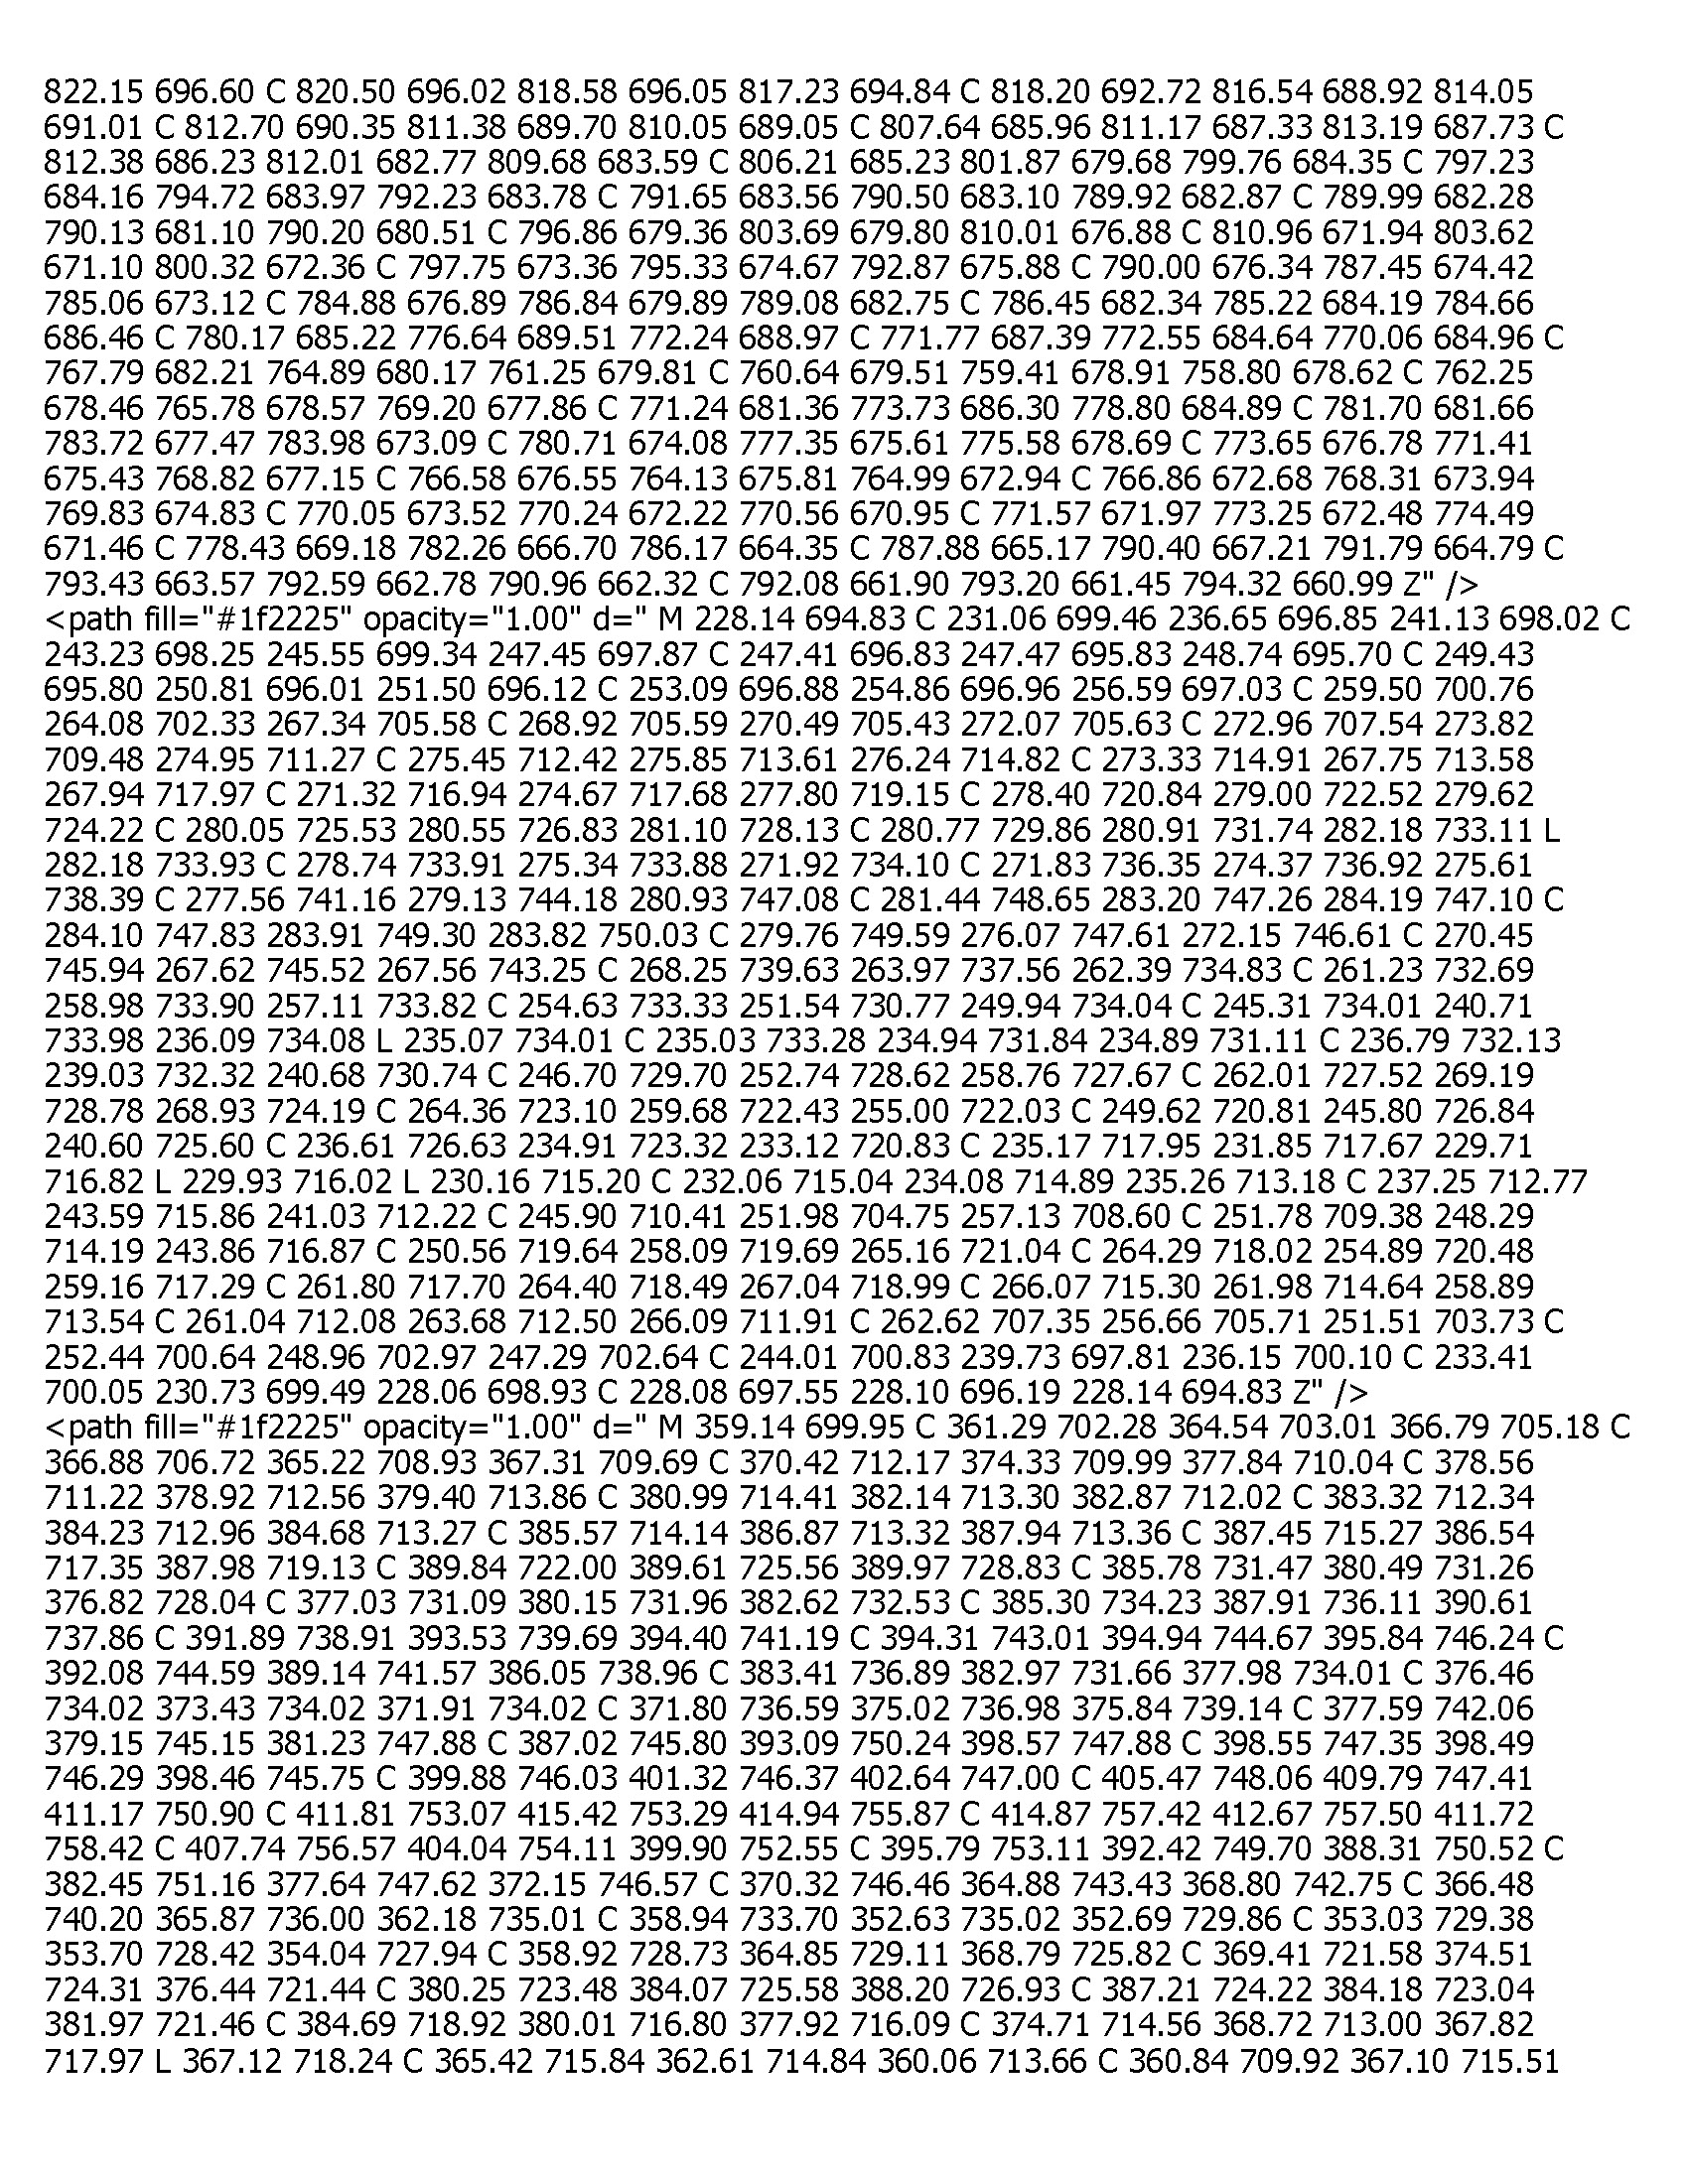 822.15 696.60 C 820.50 696.02 818.58 696.05 817.23 694.84 C 818.20 692.72 816.54 688.92 814.05
691.01 C 812.70 690.35 811.38 689.70 810.05 689.05 C 807.64 685.96 811.17 687.33 813.19 687.73 C
812.38 686.23 812.01 682.77 809.68 683.59 C 806.21 685.23 801.87 679.68 799.76 684.35 C 797.23
684.16 794.72 683.97 792.23 683.78 C 791.65 683.56 790.50 683.10 789.92 682.87 C 789.99 682.28
790.13 681.10 790.20 680.51 C 796.86 679.36 803.69 679.80 810.01 676.88 C 810.96 671.94 803.62
671.10 800.32 672.36 C 797.75 673.36 795.33 674.67 792.87 675.88 C 790.00 676.34 787.45 674.42
785.06 673.12 C 784.88 676.89 786.84 679.89 789.08 682.75 C 786.45 682.34 785.22 684.19 784.66
686.46 C 780.17 685.22 776.64 689.51 772.24 688.97 C 771.77 687.39 772.55 684.64 770.06 684.96 C
767.79 682.21 764.89 680.17 761.25 679.81 C 760.64 679.51 759.41 678.91 758.80 678.62 C 762.25
678.46 765.78 678.57 769.20 677.86 C 771.24 681.36 773.73 686.30 778.80 684.89 C 781.70 681.66
783.72 677.47 783.98 673.09 C 780.71 674.08 777.35 675.61 775.58 678.69 C 773.65 676.78 771.41
675.43 768.82 677.15 C 766.58 676.55 764.13 675.81 764.99 672.94 C 766.86 672.68 768.31 673.94
769.83 674.83 C 770.05 673.52 770.24 672.22 770.56 670.95 C 771.57 671.97 773.25 672.48 774.49
671.46 C 778.43 669.18 782.26 666.70 786.17 664.35 C 787.88 665.17 790.40 667.21 791.79 664.79 C
793.43 663.57 792.59 662.78 790.96 662.32 C 792.08 661.90 793.20 661.45 794.32 660.99 Z" />
<path fill="#1f2225" opacity="1.00" d=" M 228.14 694.83 C 231.06 699.46 236.65 696.85 241.13 698.02 C
243.23 698.25 245.55 699.34 247.45 697.87 C 247.41 696.83 247.47 695.83 248.74 695.70 C 249.43
695.80 250.81 696.01 251.50 696.12 C 253.09 696.88 254.86 696.96 256.59 697.03 C 259.50 700.76
264.08 702.33 267.34 705.58 C 268.92 705.59 270.49 705.43 272.07 705.63 C 272.96 707.54 273.82
709.48 274.95 711.27 C 275.45 712.42 275.85 713.61 276.24 714.82 C 273.33 714.91 267.75 713.58
267.94 717.97 C 271.32 716.94 274.67 717.68 277.80 719.15 C 278.40 720.84 279.00 722.52 279.62
724.22 C 280.05 725.53 280.55 726.83 281.10 728.13 C 280.77 729.86 280.91 731.74 282.18 733.11 L
282.18 733.93 C 278.74 733.91 275.34 733.88 271.92 734.10 C 271.83 736.35 274.37 736.92 275.61
738.39 C 277.56 741.16 279.13 744.18 280.93 747.08 C 281.44 748.65 283.20 747.26 284.19 747.10 C
284.10 747.83 283.91 749.30 283.82 750.03 C 279.76 749.59 276.07 747.61 272.15 746.61 C 270.45
745.94 267.62 745.52 267.56 743.25 C 268.25 739.63 263.97 737.56 262.39 734.83 C 261.23 732.69
258.98 733.90 257.11 733.82 C 254.63 733.33 251.54 730.77 249.94 734.04 C 245.31 734.01 240.71
733.98 236.09 734.08 L 235.07 734.01 C 235.03 733.28 234.94 731.84 234.89 731.11 C 236.79 732.13
239.03 732.32 240.68 730.74 C 246.70 729.70 252.74 728.62 258.76 727.67 C 262.01 727.52 269.19
728.78 268.93 724.19 C 264.36 723.10 259.68 722.43 255.00 722.03 C 249.62 720.81 245.80 726.84
240.60 725.60 C 236.61 726.63 234.91 723.32 233.12 720.83 C 235.17 717.95 231.85 717.67 229.71
716.82 L 229.93 716.02 L 230.16 715.20 C 232.06 715.04 234.08 714.89 235.26 713.18 C 237.25 712.77
243.59 715.86 241.03 712.22 C 245.90 710.41 251.98 704.75 257.13 708.60 C 251.78 709.38 248.29
714.19 243.86 716.87 C 250.56 719.64 258.09 719.69 265.16 721.04 C 264.29 718.02 254.89 720.48
259.16 717.29 C 261.80 717.70 264.40 718.49 267.04 718.99 C 266.07 715.30 261.98 714.64 258.89
713.54 C 261.04 712.08 263.68 712.50 266.09 711.91 C 262.62 707.35 256.66 705.71 251.51 703.73 C
252.44 700.64 248.96 702.97 247.29 702.64 C 244.01 700.83 239.73 697.81 236.15 700.10 C 233.41
700.05 230.73 699.49 228.06 698.93 C 228.08 697.55 228.10 696.19 228.14 694.83 Z" />
<path fill="#1f2225" opacity="1.00" d=" M 359.14 699.95 C 361.29 702.28 364.54 703.01 366.79 705.18 C
366.88 706.72 365.22 708.93 367.31 709.69 C 370.42 712.17 374.33 709.99 377.84 710.04 C 378.56
711.22 378.92 712.56 379.40 713.86 C 380.99 714.41 382.14 713.30 382.87 712.02 C 383.32 712.34
384.23 712.96 384.68 713.27 C 385.57 714.14 386.87 713.32 387.94 713.36 C 387.45 715.27 386.54
717.35 387.98 719.13 C 389.84 722.00 389.61 725.56 389.97 728.83 C 385.78 731.47 380.49 731.26
376.82 728.04 C 377.03 731.09 380.15 731.96 382.62 732.53 C 385.30 734.23 387.91 736.11 390.61
737.86 C 391.89 738.91 393.53 739.69 394.40 741.19 C 394.31 743.01 394.94 744.67 395.84 746.24 C
392.08 744.59 389.14 741.57 386.05 738.96 C 383.41 736.89 382.97 731.66 377.98 734.01 C 376.46
734.02 373.43 734.02 371.91 734.02 C 371.80 736.59 375.02 736.98 375.84 739.14 C 377.59 742.06
379.15 745.15 381.23 747.88 C 387.02 745.80 393.09 750.24 398.57 747.88 C 398.55 747.35 398.49
746.29 398.46 745.75 C 399.88 746.03 401.32 746.37 402.64 747.00 C 405.47 748.06 409.79 747.41
411.17 750.90 C 411.81 753.07 415.42 753.29 414.94 755.87 C 414.87 757.42 412.67 757.50 411.72
758.42 C 407.74 756.57 404.04 754.11 399.90 752.55 C 395.79 753.11 392.42 749.70 388.31 750.52 C
382.45 751.16 377.64 747.62 372.15 746.57 C 370.32 746.46 364.88 743.43 368.80 742.75 C 366.48
740.20 365.87 736.00 362.18 735.01 C 358.94 733.70 352.63 735.02 352.69 729.86 C 353.03 729.38
353.70 728.42 354.04 727.94 C 358.92 728.73 364.85 729.11 368.79 725.82 C 369.41 721.58 374.51
724.31 376.44 721.44 C 380.25 723.48 384.07 725.58 388.20 726.93 C 387.21 724.22 384.18 723.04
381.97 721.46 C 384.69 718.92 380.01 716.80 377.92 716.09 C 374.71 714.56 368.72 713.00 367.82
717.97 L 367.12 718.24 C 365.42 715.84 362.61 714.84 360.06 713.66 C 360.84 709.92 367.10 715.51